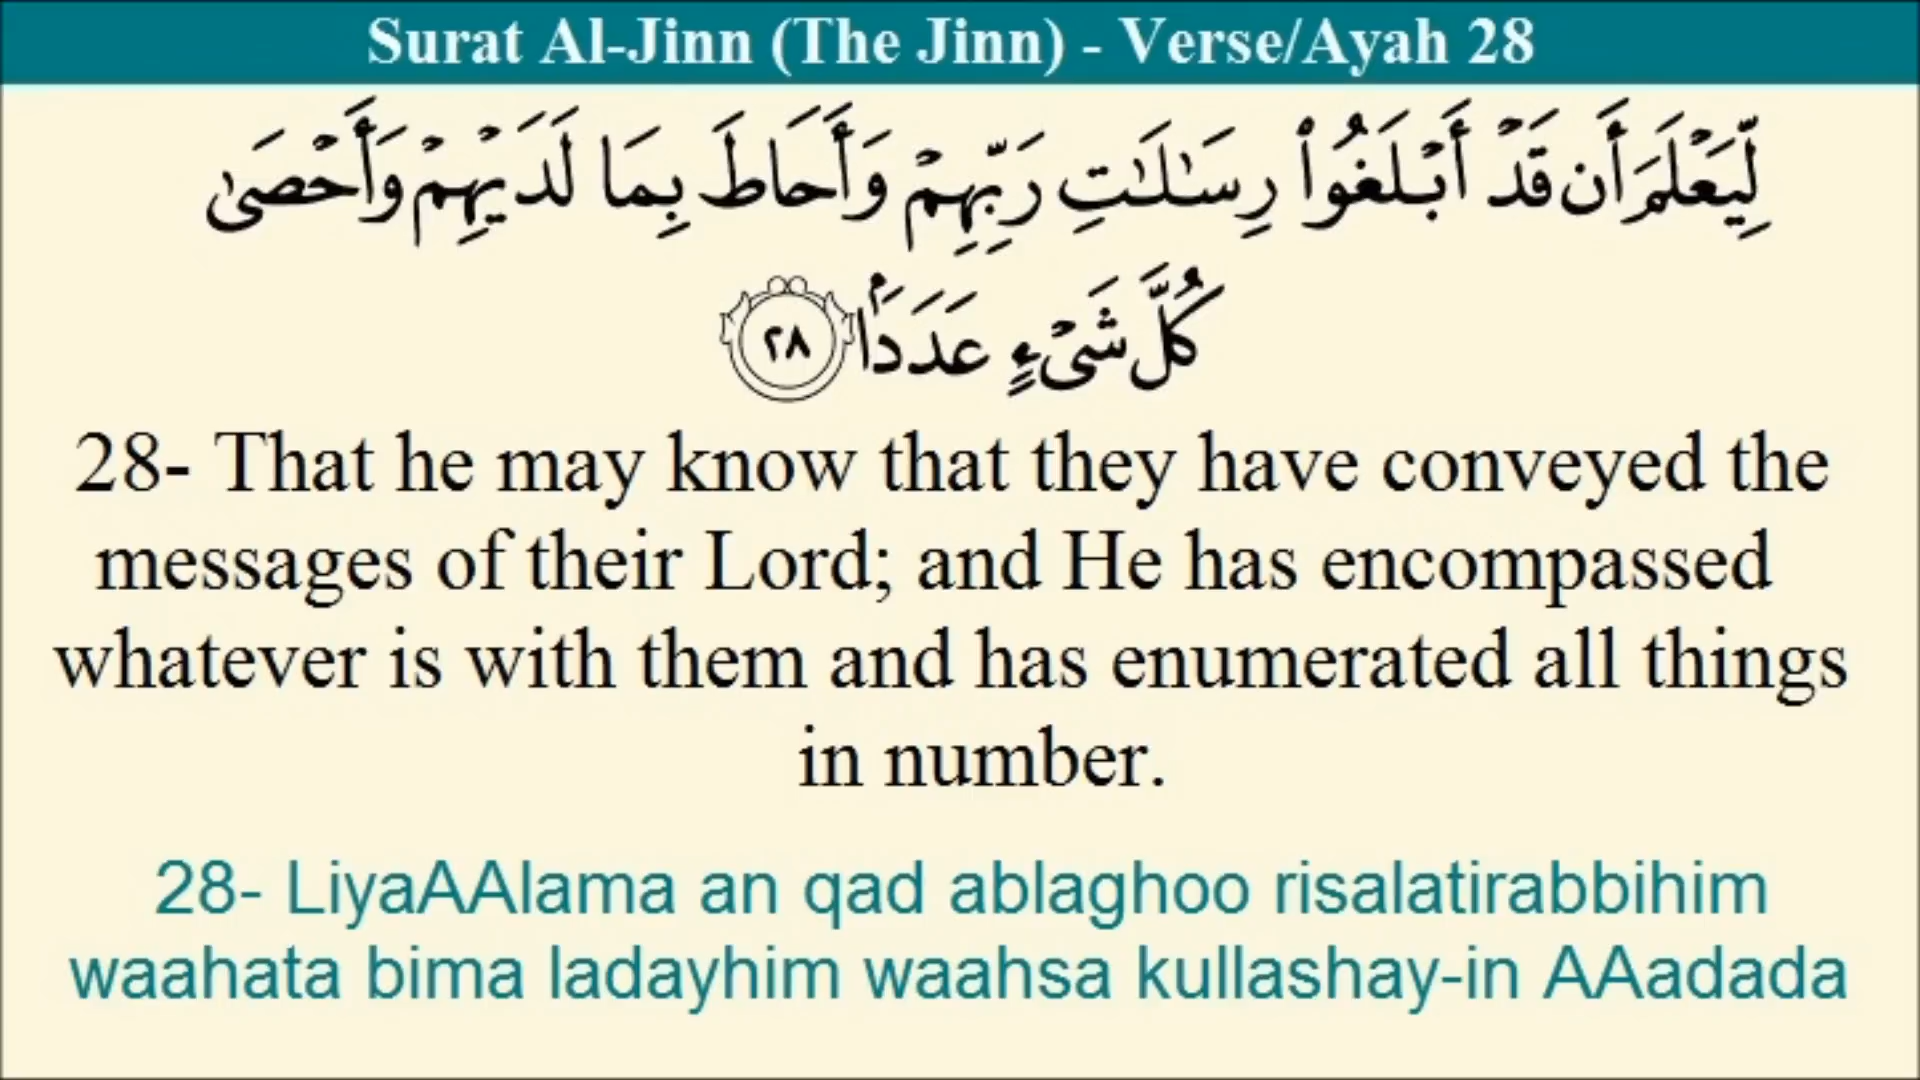 Surat Al-Jinn (The Jinn) - Verse/Ayah 28
لِّيَعْلَمَ أَن قَدْ أَبْلَغُوا۟ رِسَـٰلَـٰتِ رَبِّهِمْ وَأَحَاطَ بِمَا لَدَيْهِمْ وَأَحْصَىٰ
كُلَّ شَىْءٍ عَدَدًۢا ٢٨
28- That he may know that they have conveyed the
messages of their Lord; and He has encompassed
whatever is with them and has enumerated all things
in number.
28- LiyaAAlama an qad ablaghoo risalatirabbihim
waahata bima ladayhim waahsa kullashay-in AAadada